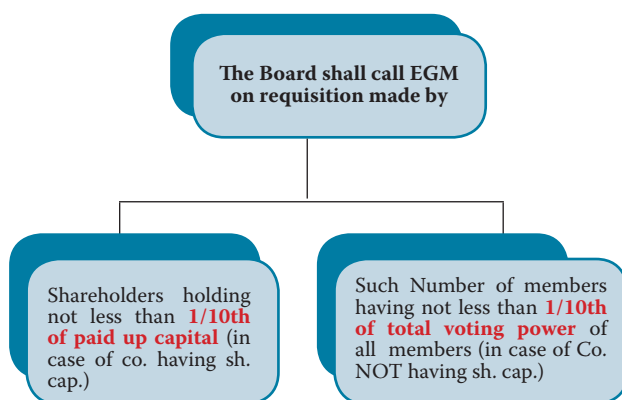 The Board shall call EGM
on requisition made by
Shareholders holding
not less than 1/10th
of paid up capital (in
case of co. having sh.
cap.)
Such Number of members
having not less than 1/10th
of total voting power of
all members (in case of Co.
NOT having sh. cap.)